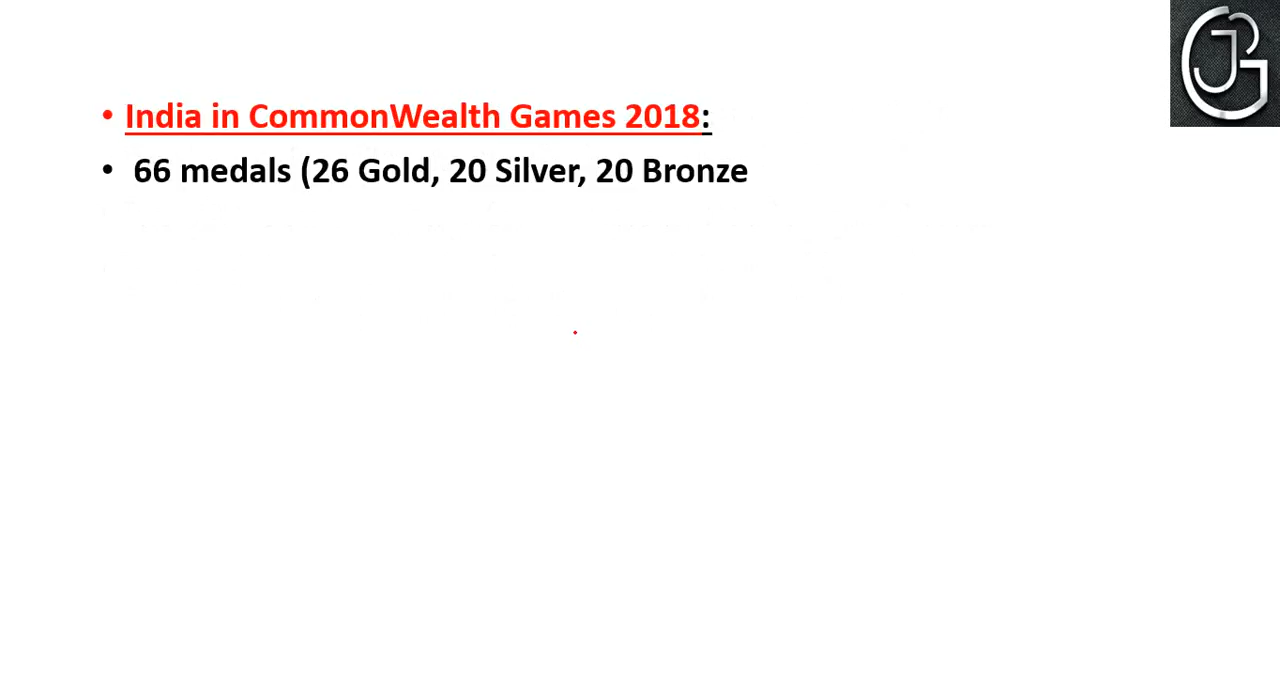 • India in CommonWealth Games 2018:
• 66 medals (26 Gold, 20 Silver, 20 Bronze